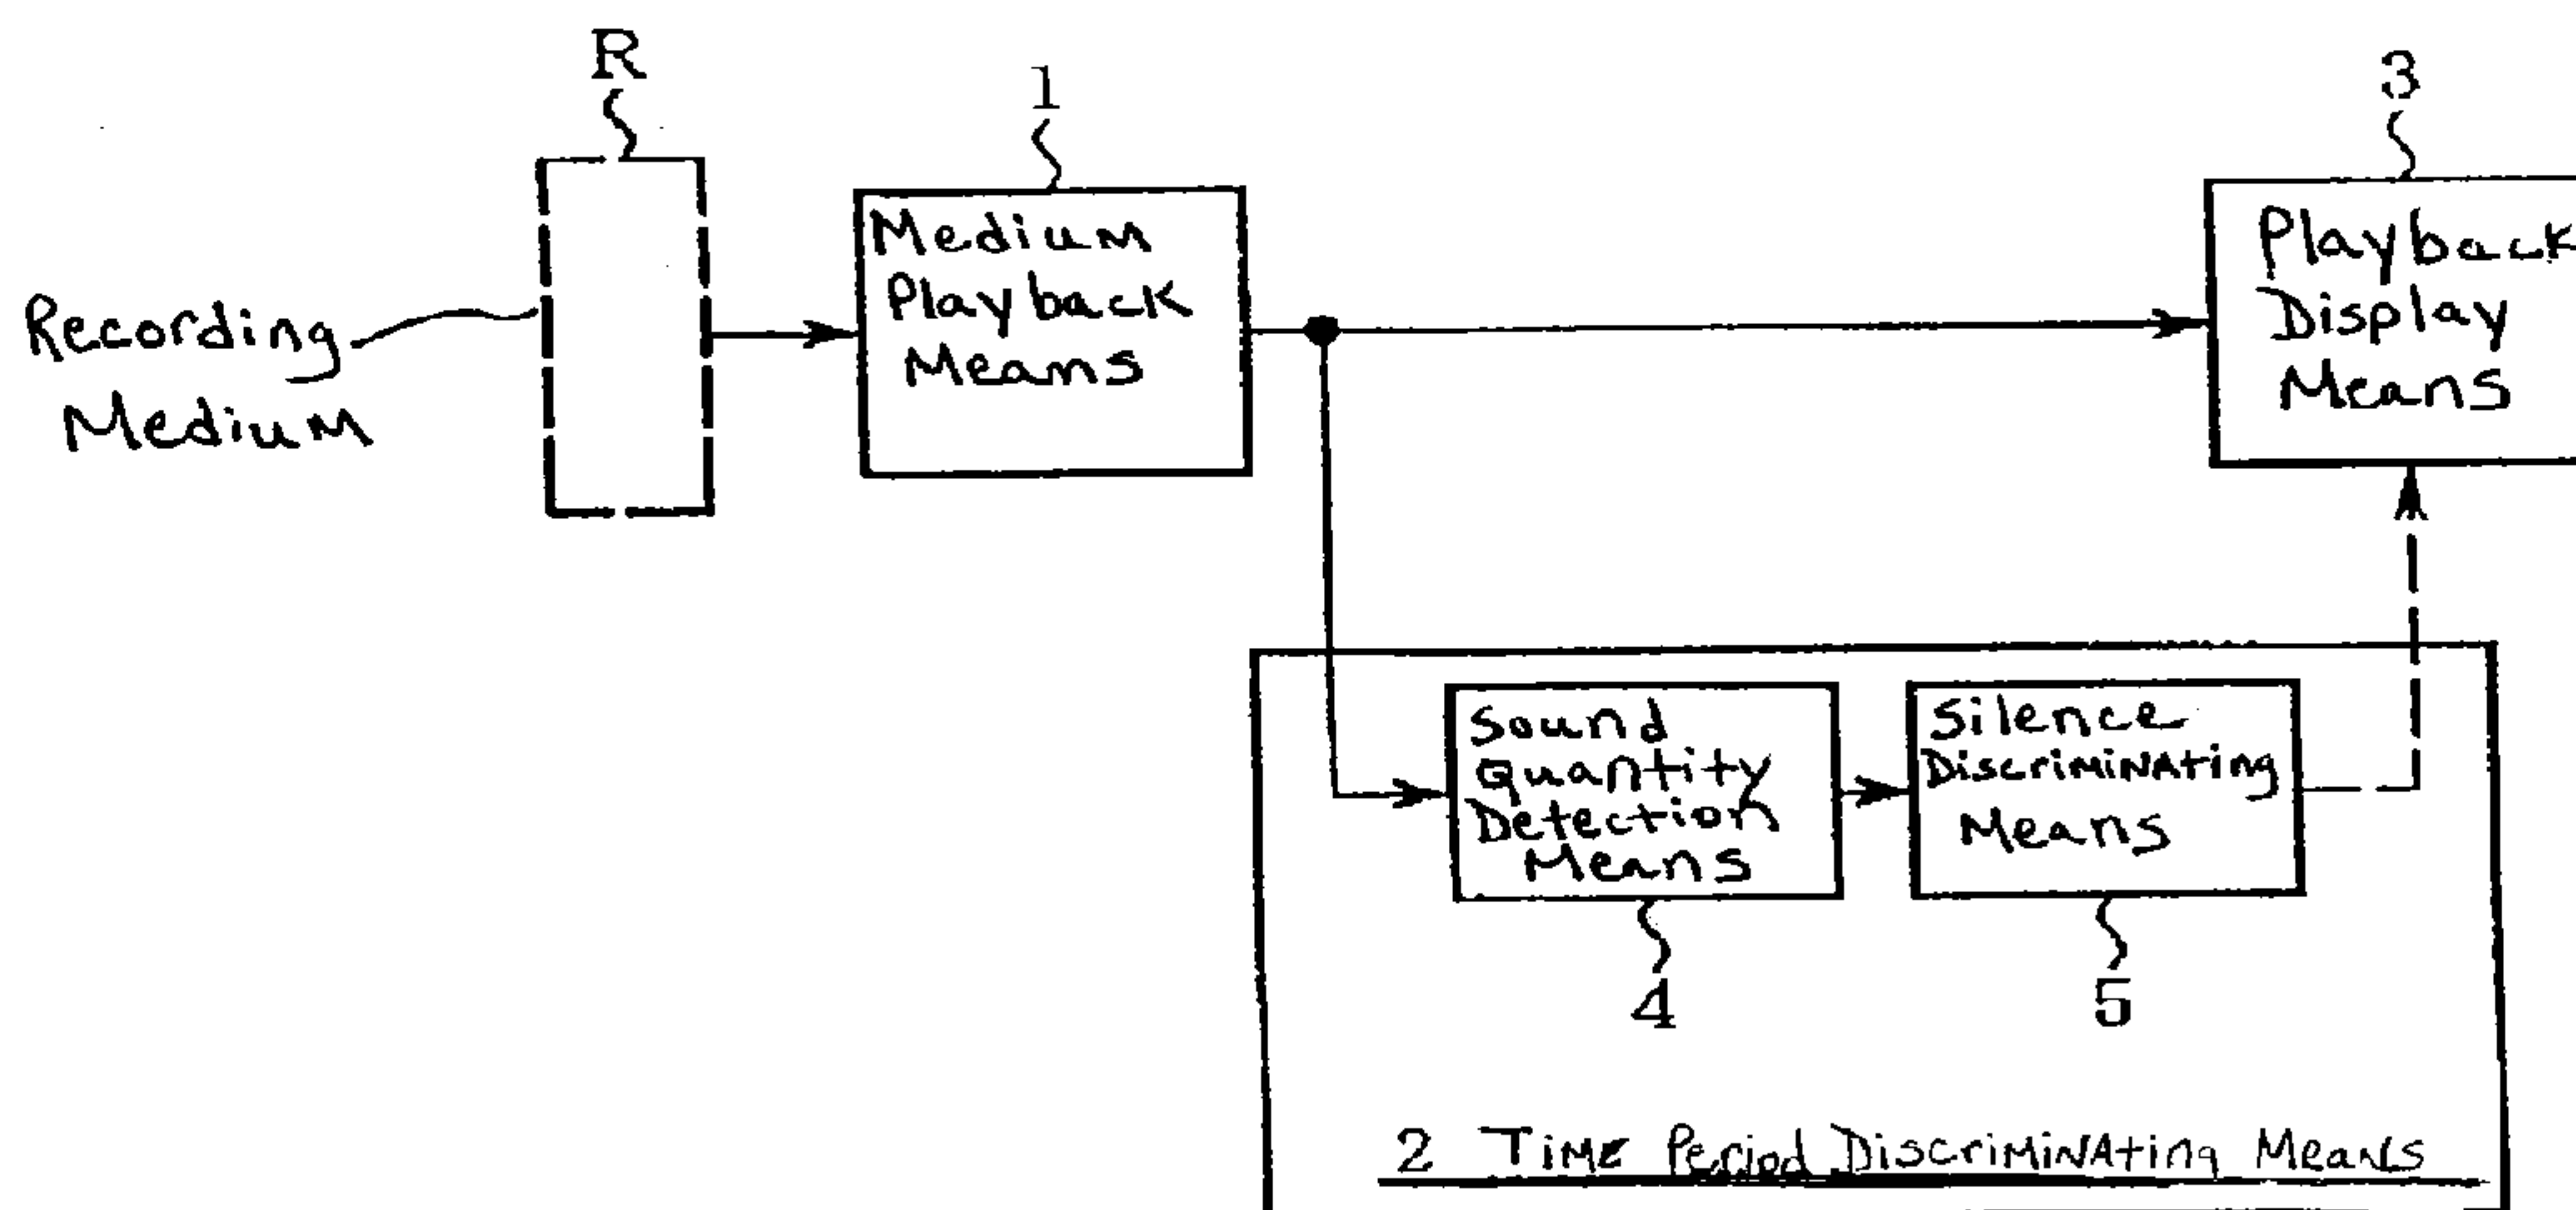 R
1
3
Recording
Medium
Medium
Playback
Means
Playback
Display
Means
Sound
Quantity
Detection
Means
Silence
Discriminating
Means
4
5
2 Time Period Discriminating Means